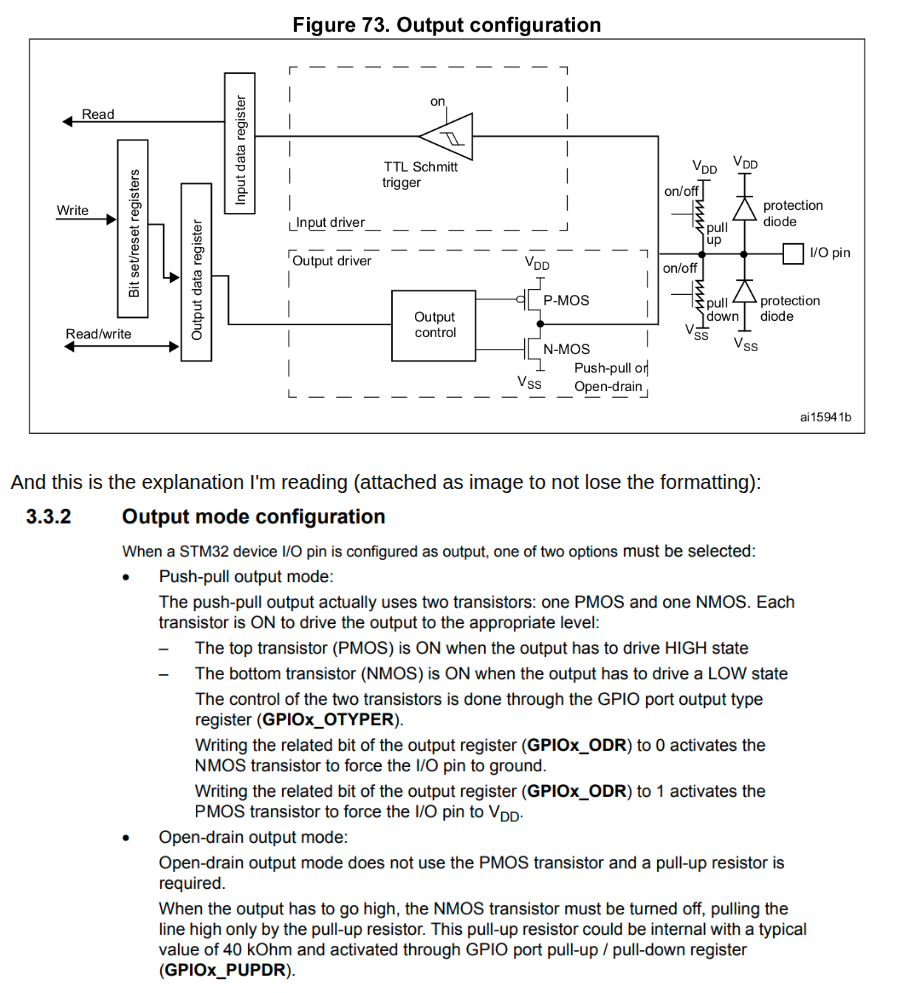 Figure 73. Output configuration
Read
Write
Read/write
Bit set/reset registers
Output data register
Input data register
on
TTL Schmitt
trigger
Input driver
Output driver
Output
control
VDD
P-MOS
N-MOS
VSS
Push-pull or
Open-drain
VDD
VDD
on/off
pull
up
protection
diode
I/O pin
on/off
pull
down
protection
diode
VSS
VSS
ai15941b
And this is the explanation I'm reading (attached as image to not lose the formatting):
3.3.2 Output mode configuration
When a STM32 device I/O pin is configured as output, one of two options must be selected:
• Push-pull output mode:
The push-pull output actually uses two transistors: one PMOS and one NMOS. Each
transistor is ON to drive the output to the appropriate level:
– The top transistor (PMOS) is ON when the output has to drive HIGH state
– The bottom transistor (NMOS) is ON when the output has to drive a LOW state
The control of the two transistors is done through the GPIO port output type
register (GPIOx_OTYPER).
Writing the related bit of the output register (GPIOx_ODR) to 0 activates the
NMOS transistor to force the I/O pin to ground.
Writing the related bit of the output register (GPIOx_ODR) to 1 activates the
PMOS transistor to force the I/O pin to VDD.
• Open-drain output mode:
Open-drain output mode does not use the PMOS transistor and a pull-up resistor is
required.
When the output has to go high, the NMOS transistor must be turned off, pulling the
line high only by the pull-up resistor. This pull-up resistor could be internal with a typical
value of 40 kOhm and activated through GPIO port pull-up / pull-down register
(GPIOx_PUPDR).